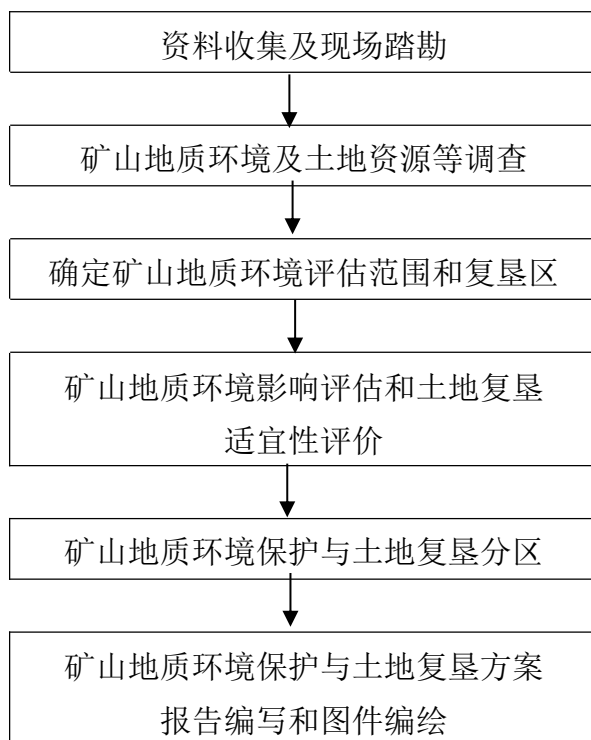 资料收集及现场踏勘
矿山地质环境及土地资源等调查
确定矿山地质环境评估范围和复垦区
矿山地质环境影响评估和土地复垦
适宜性评价
矿山地质环境保护与土地复垦分区
矿山地质环境保护与土地复垦方案
报告编写和图件编绘